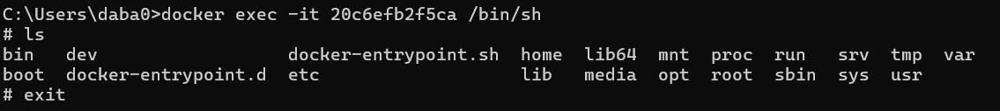 C:\Users\daba0>docker exec -it 20c6efb2f5ca /bin/sh
# ls
bin   dev                  docker-entrypoint.sh  home  lib64  mnt  proc  run   srv  tmp  var
boot  docker-entrypoint.d  etc                   lib   media  opt  root  sbin  sys  usr
# exit